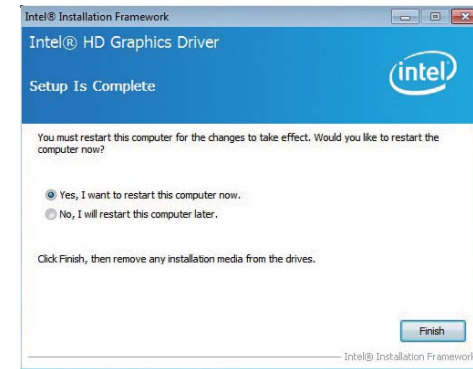 Intel® Installation Framework
Intel® HD Graphics Driver
intel
Setup Is Complete
You must restart this computer for the changes to take effect. Would you like to restart the
computer now?
Yes, I want to restart this computer now.
No, I will restart this computer later.
Click Finish, then remove any installation media from the drives.
Finish
Intel® Installation Framework